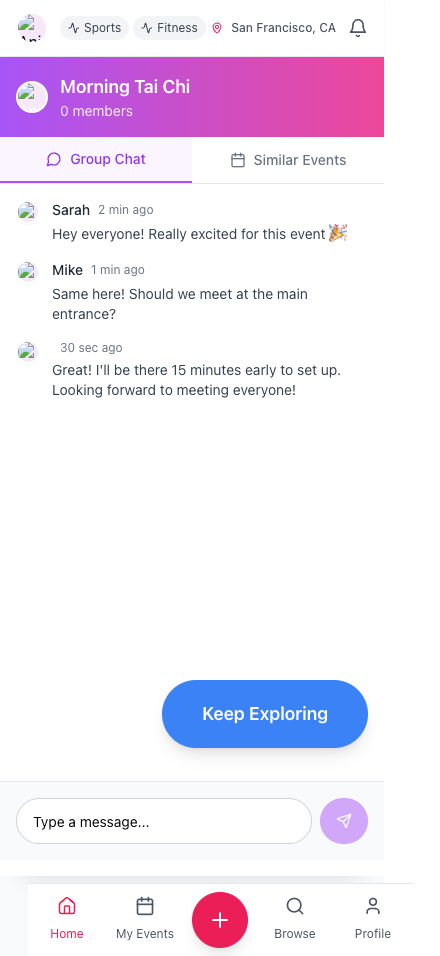 Sports
Fitness
San Francisco, CA
Morning Tai Chi
0 members
Group Chat
Similar Events
Sarah 2 min ago
Hey everyone! Really excited for this event 🎉
Mike 1 min ago
Same here! Should we meet at the main
entrance?
30 sec ago
Great! I'll be there 15 minutes early to set up.
Looking forward to meeting everyone!
Keep Exploring
Type a message...
Home
My Events
Browse
Profile